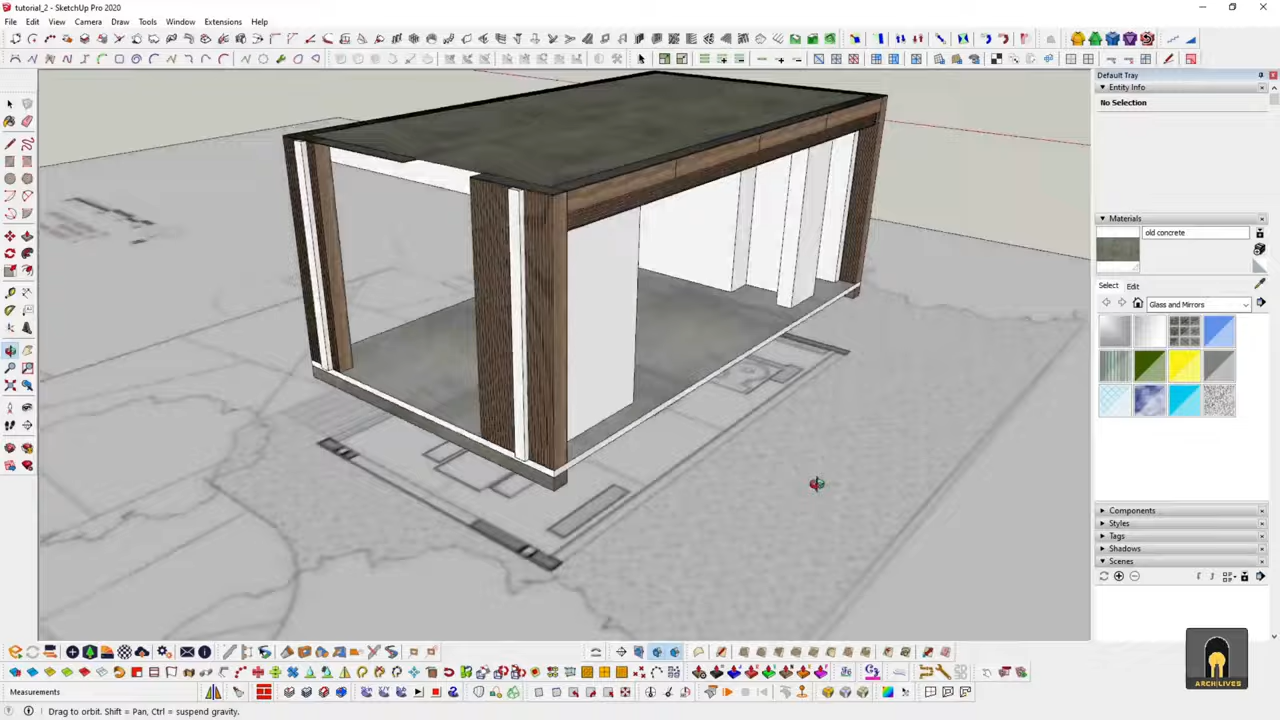 tutorial_2 - SketchUp Pro 2020
File Edit View Camera Draw Tools Window Extensions Help
Default Tray
Entity Info
No Selection
Materials
old concrete
Select Edit
Glass and Mirrors
Components
Styles
Tags
Shadows
Scenes
ARCHLIVES
Measurements
Drag to orbit. Shift = Pan, Ctrl = suspend gravity.